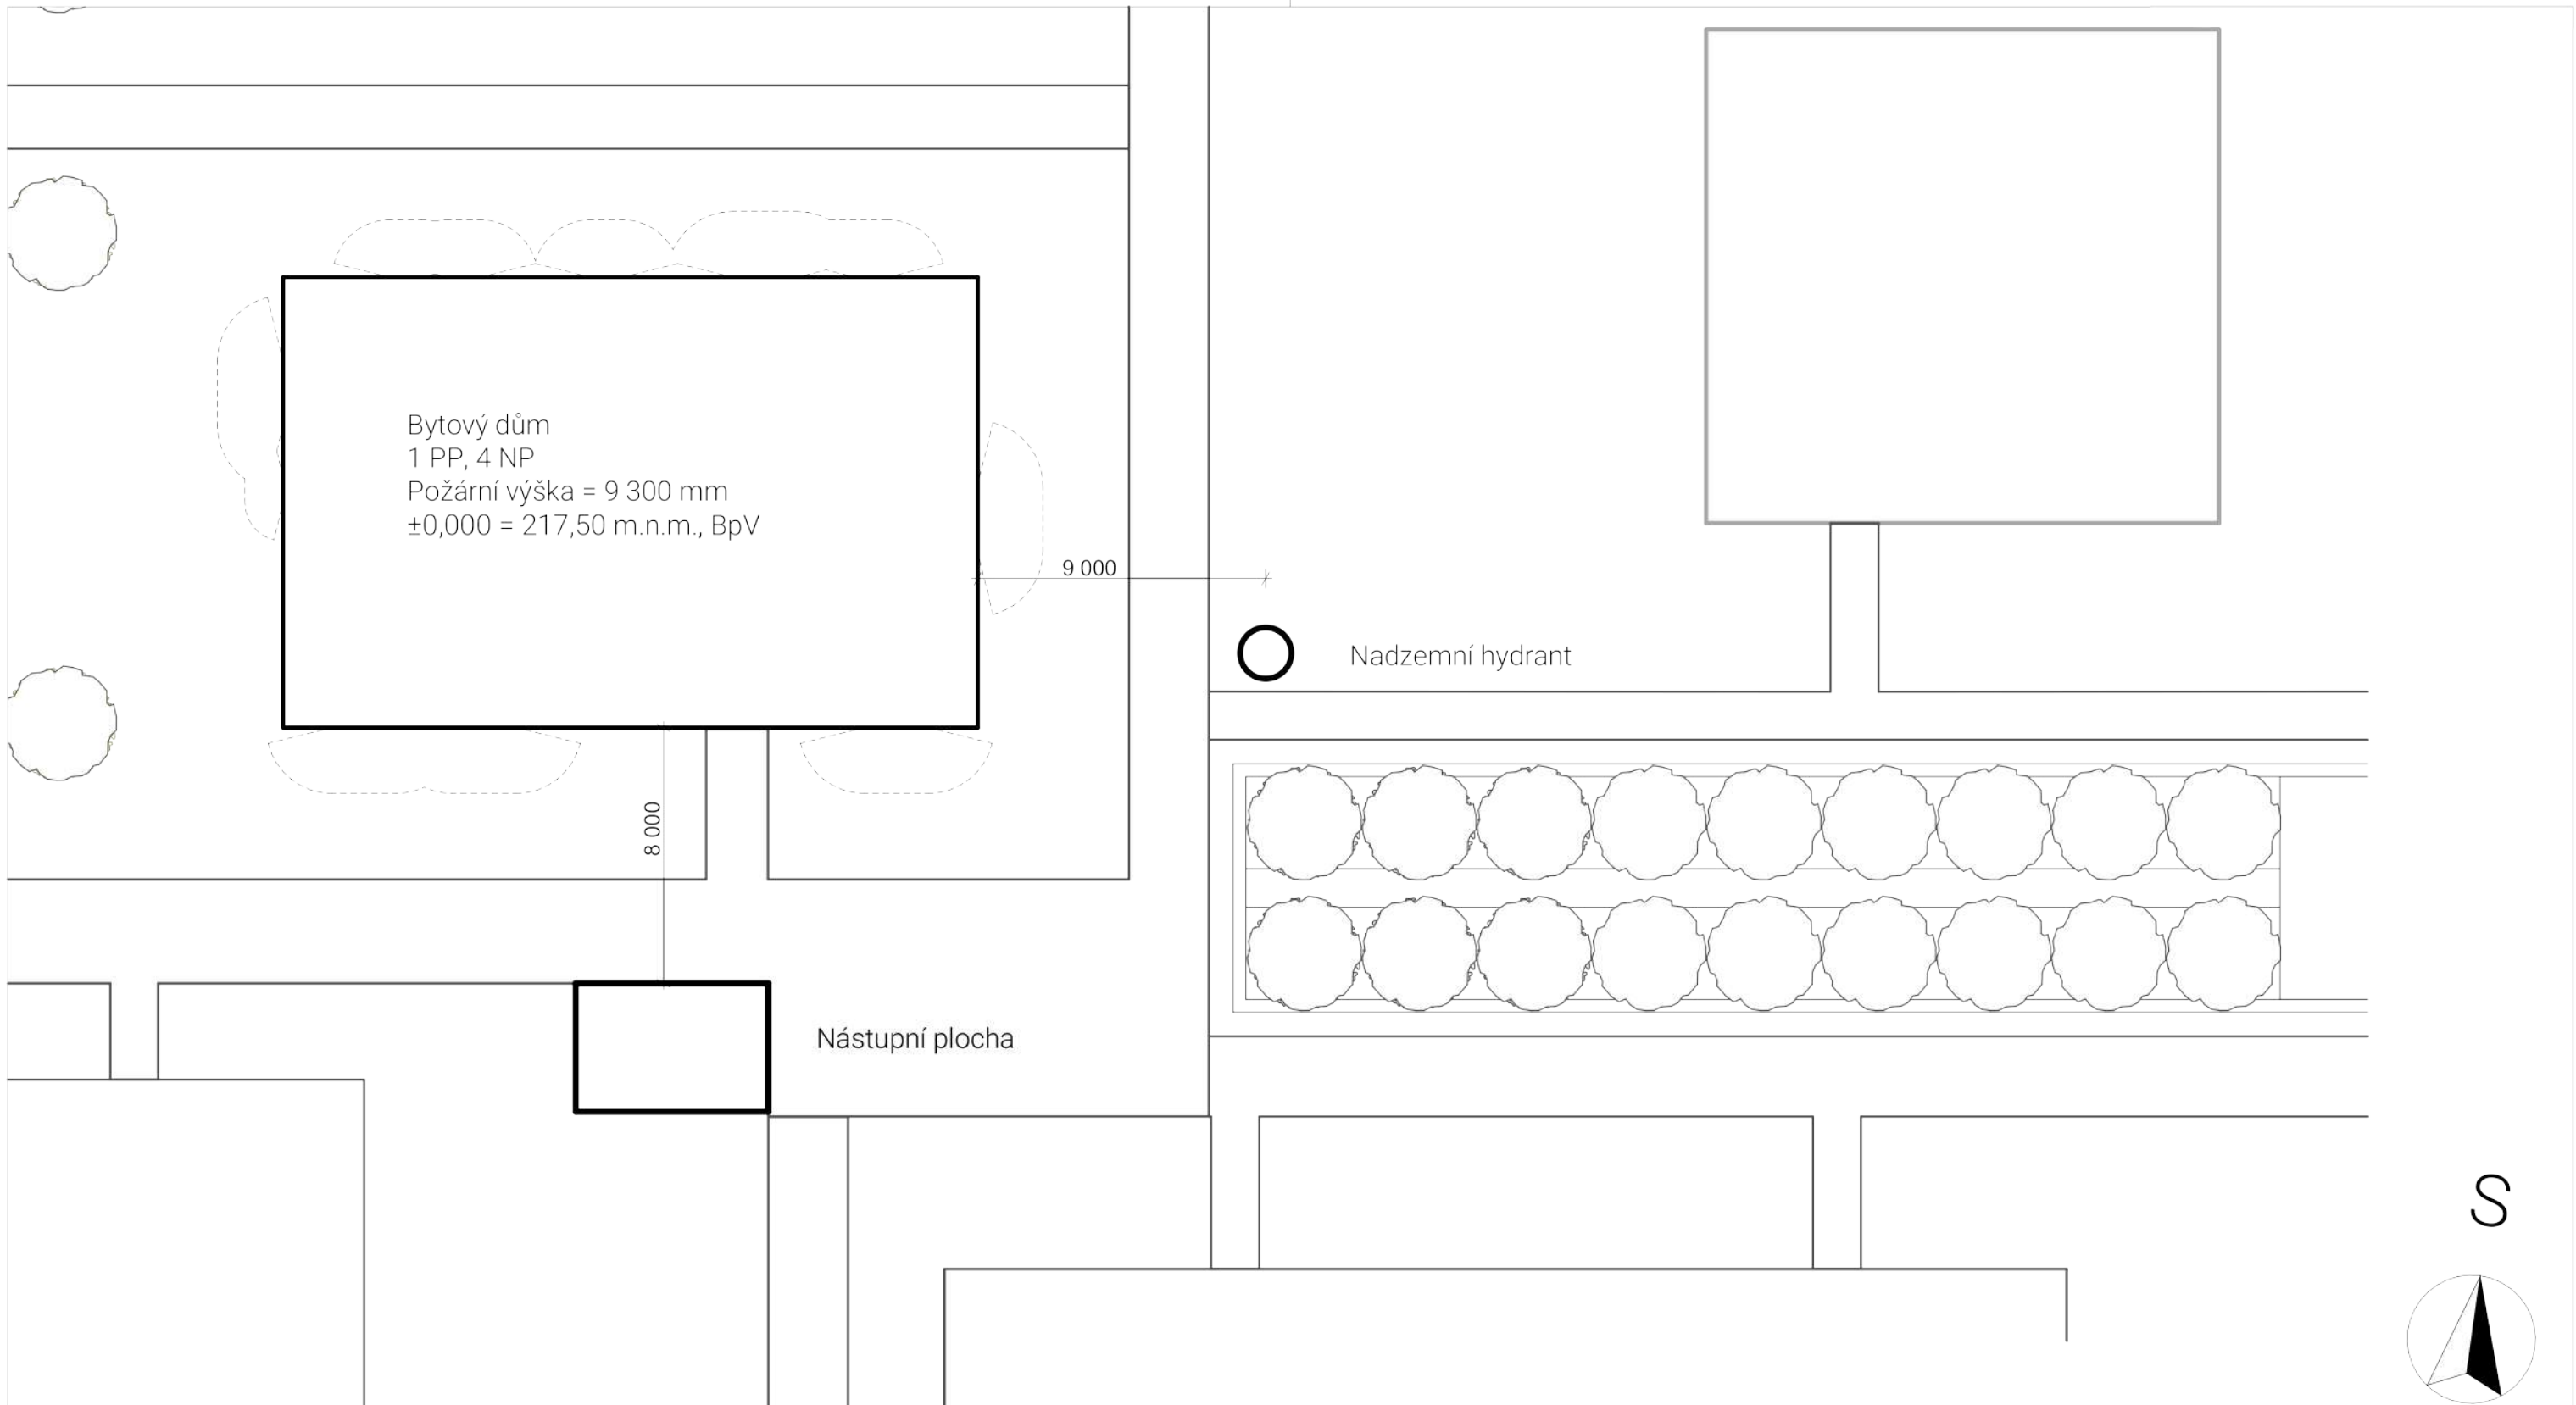 Bytový dům
1 PP, 4 NP
Požární výška = 9 300 mm
±0,000 = 217,50 m.n.m., BpV
9 000
Nadzemní hydrant
8 000
Nástupní plocha
S